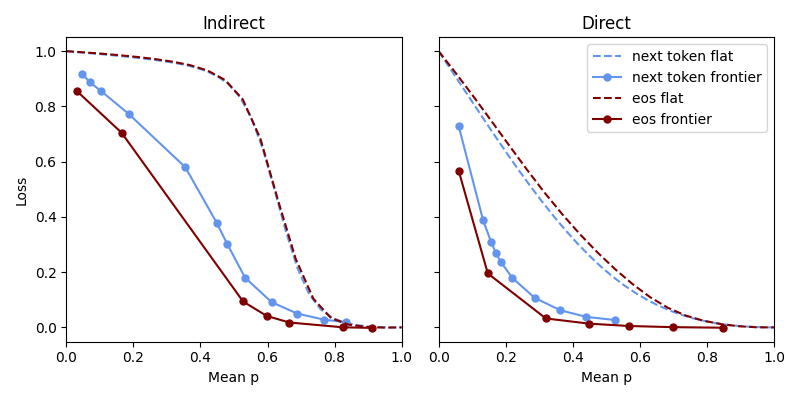 Indirect
Direct
Loss
1.0
0.8
0.6
0.4
0.2
0.0
0.0 0.2 0.4 0.6 0.8 1.0
Mean p
next token flat
next token frontier
eos flat
eos frontier
0.0 0.2 0.4 0.6 0.8 1.0
Mean p